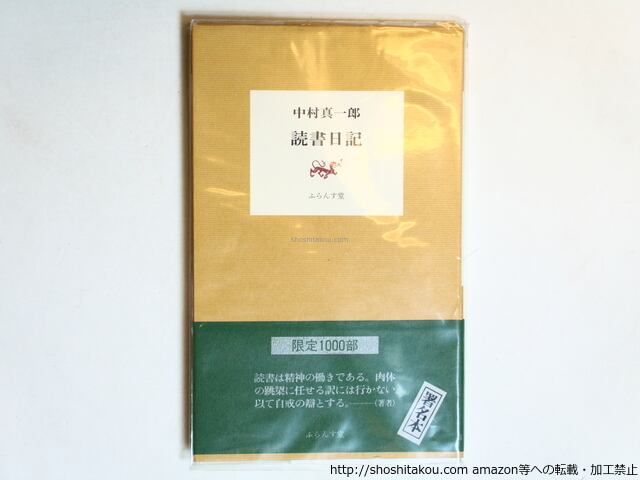 中村真一郎
読書日記
ふらんす堂
shoshitakou.com
限定1000部
読書は精神の働きである。肉体
の跳梁に任せる訳には行かない
以て自戒の辯とする。――(著者)
署名本
ふらんす堂
http://shoshitakou.com amazon等への転載・加工禁止